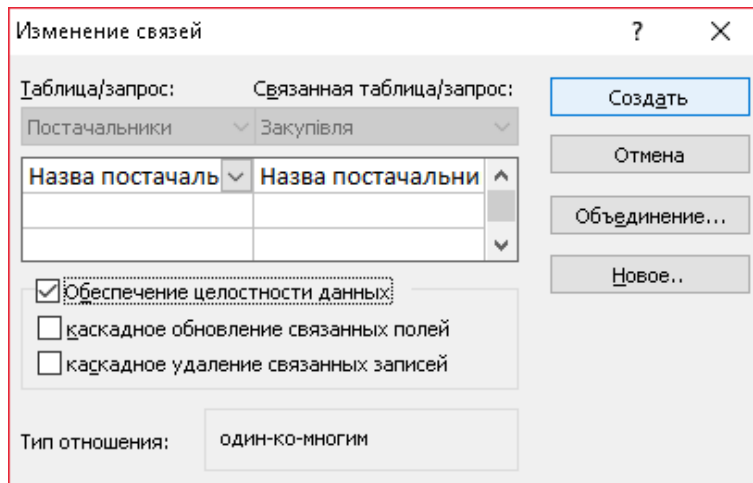 Изменение связей ? ×
Таблица/запрос: Связанная таблица/запрос:
Создать
Постачальники Закупівля
Отмена
Назва постачаль Назва постачальни
Объединение...
Новое..
Обеспечение целостности данных
каскадное обновление связанных полей
каскадное удаление связанных записей
Тип отношения: один-ко-многим